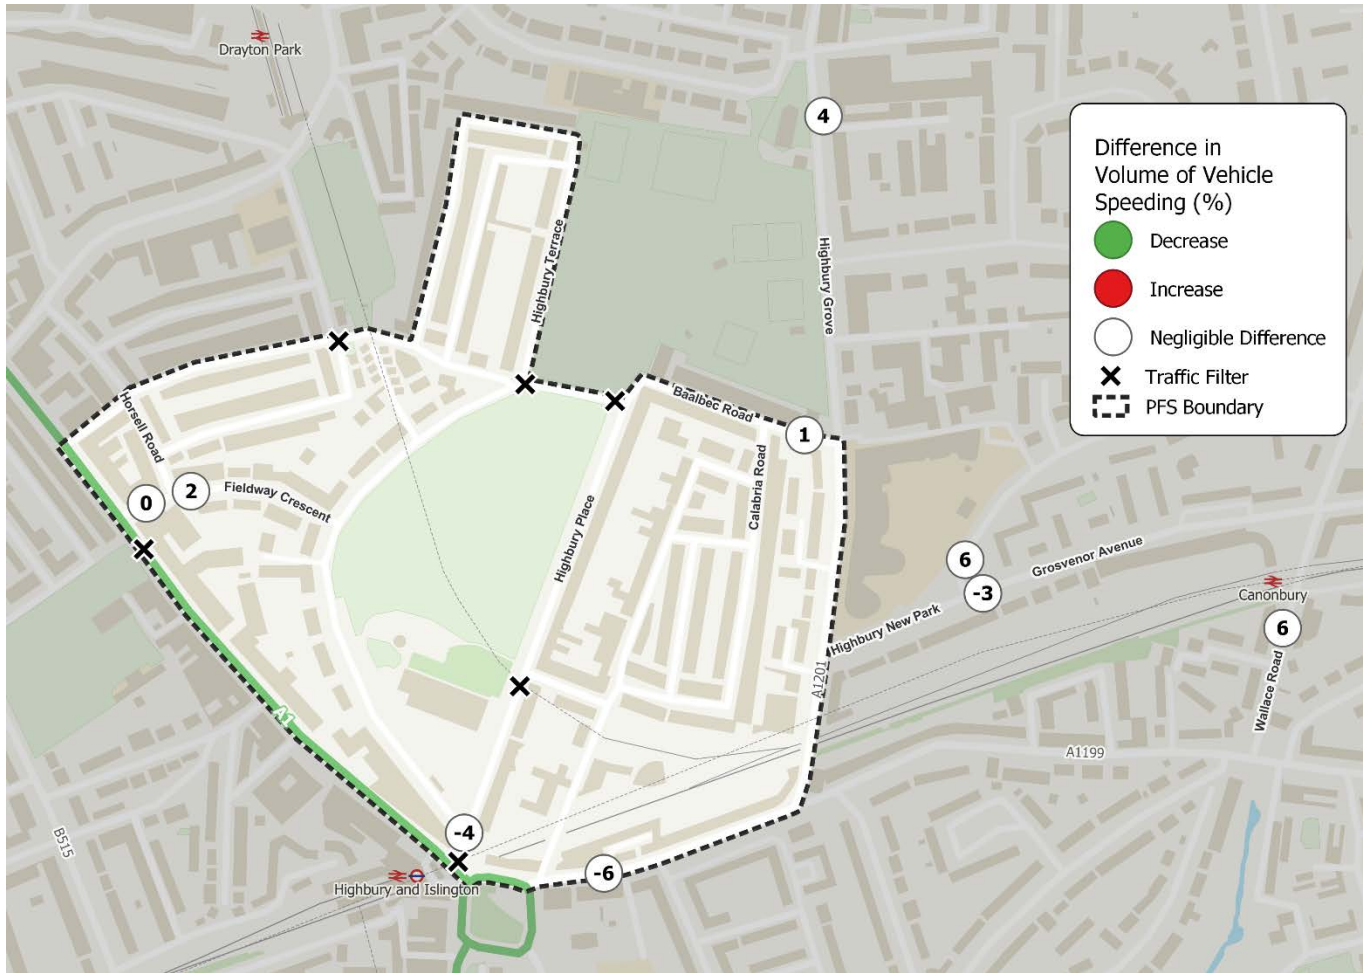 Drayton Park
4
Difference in
Volume of Vehicle
Speeding (%)
Decrease
Increase
Negligible Difference
Traffic Filter
PFS Boundary
Highbury Terrace
Highbury Grove
Horsell Road
Baalbec Road
1
Calabria Road
0
2
Fieldway Crescent
Highbury Place
6
Grosvenor Avenue
-3
Canonbury
6
Highbury New Park
A1201
Wallace Road
A1
A1199
B515
-4
-6
Highbury and Islington